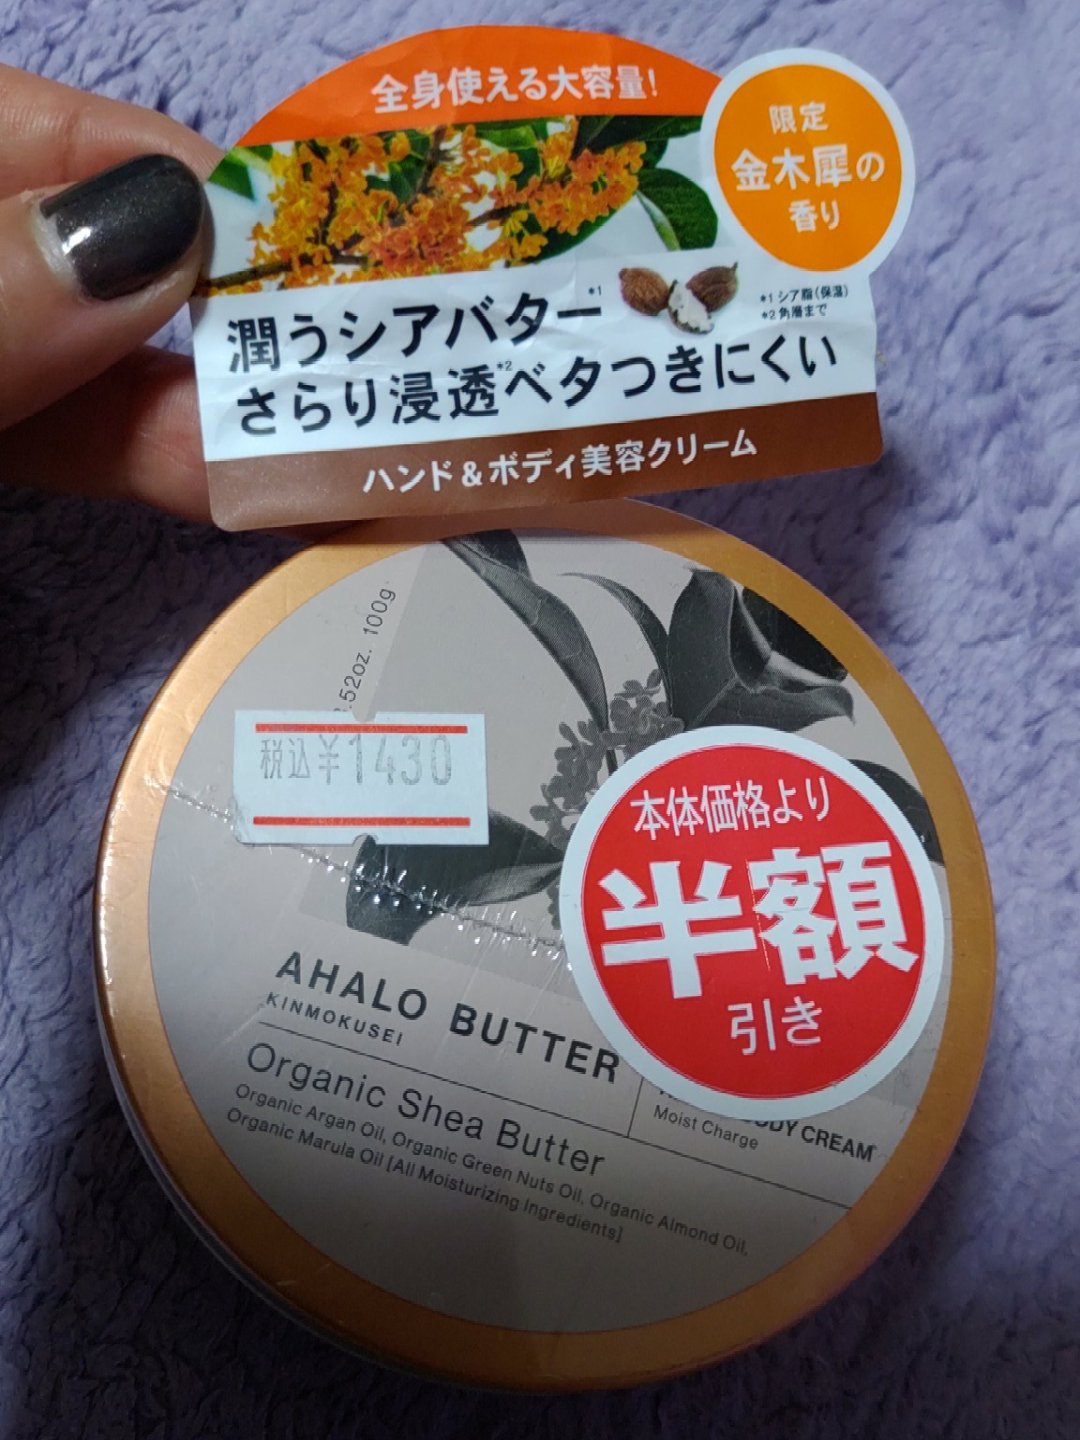 全身使える大容量!
限定
金木犀の
香り
潤うシアバター*1
*1 シア脂(保湿)
*2 角層まで
さらり浸透*2ベタつきにくい
ハンド&ボディ美容クリーム
.52oz. 100g
税込¥1430
本体価格より
半額
引き
AHALO BUTTER
KINMOKUSEI
Organic Shea Butter
Organic Argan Oil, Organic Green Nuts Oil, Organic Almond Oil,
Organic Marula Oil [All Moisturizing Ingredients]
ODY CREAM
Moist Charge